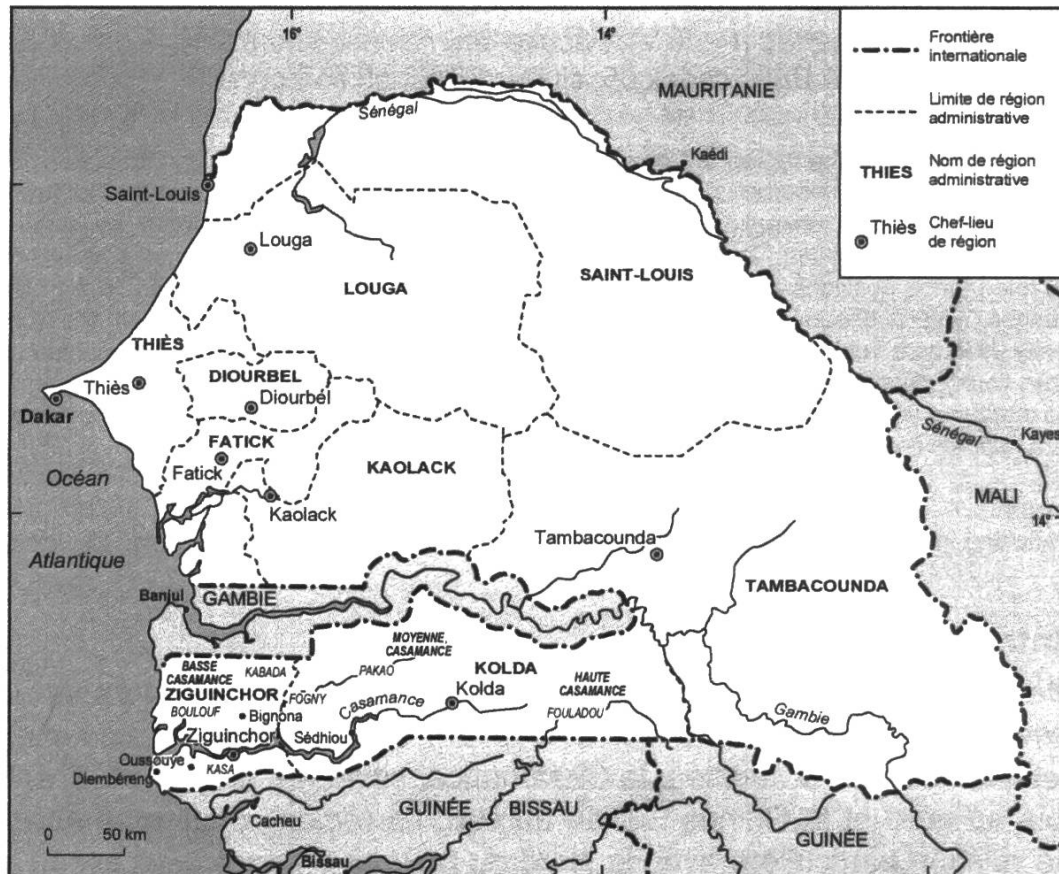 16°
14°
Frontière
internationale
Limite de région
administrative
THIES
Nom de région
administrative
Thiès
Chef-lieu
de région
MAURITANIE
Sénégal
Kaédi
Saint-Louis
Louga
LOUGA
SAINT-LOUIS
THIÈS
Thiès
DIOURBEL
Diourbél
Dakar
FATICK
Fatick
KAOLACK
Kaolack
Océan
Atlantique
Sénégal
Kayes
MALI
14°
Tambacounda
TAMBACOUNDA
Banjul
GAMBIE
BASSE
CASAMANCE
KABADA
MOYENNE
CASAMANCE
PAKAO
FOGNY
ZIGUINCHOR
BOULOUF
Bignona
KOLDA
Kolda
HAUTE
CASAMANCE
FOULADOU
Casamance
Ziguinchor
Sédhiou
Oussouye
KASA
Diembéreng
Gambie
Cacheu
GUINÉE BISSAU
GUINÉE
Bissau
0 50 km